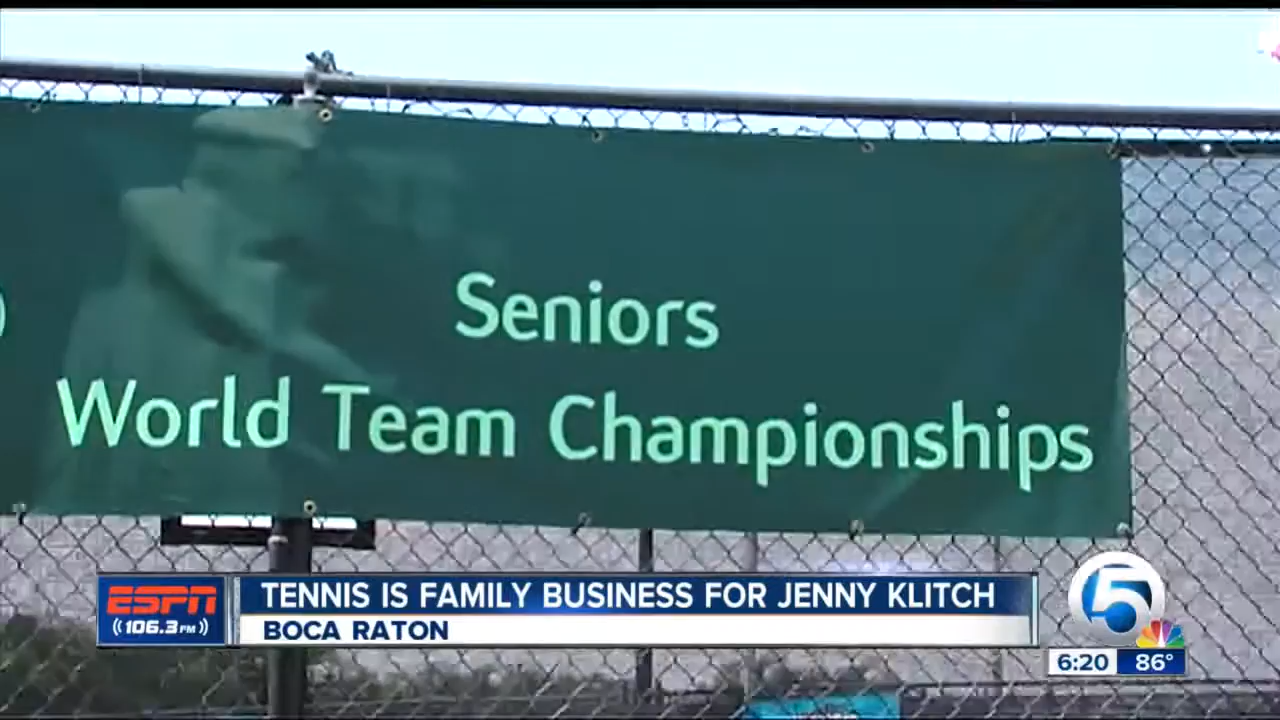 Seniors
World Team Championships
ESPN
106.3 FM
TENNIS IS FAMILY BUSINESS FOR JENNY KLITCH
BOCA RATON
5
6:20 86°